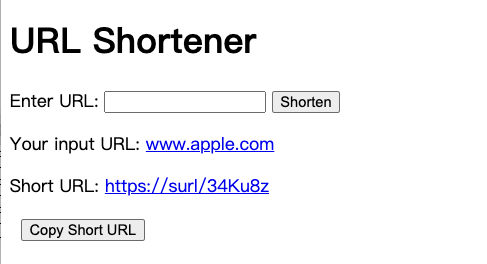 URL Shortener
Enter URL: Shorten
Your input URL: www.apple.com
Short URL: https://surl/34Ku8z
Copy Short URL